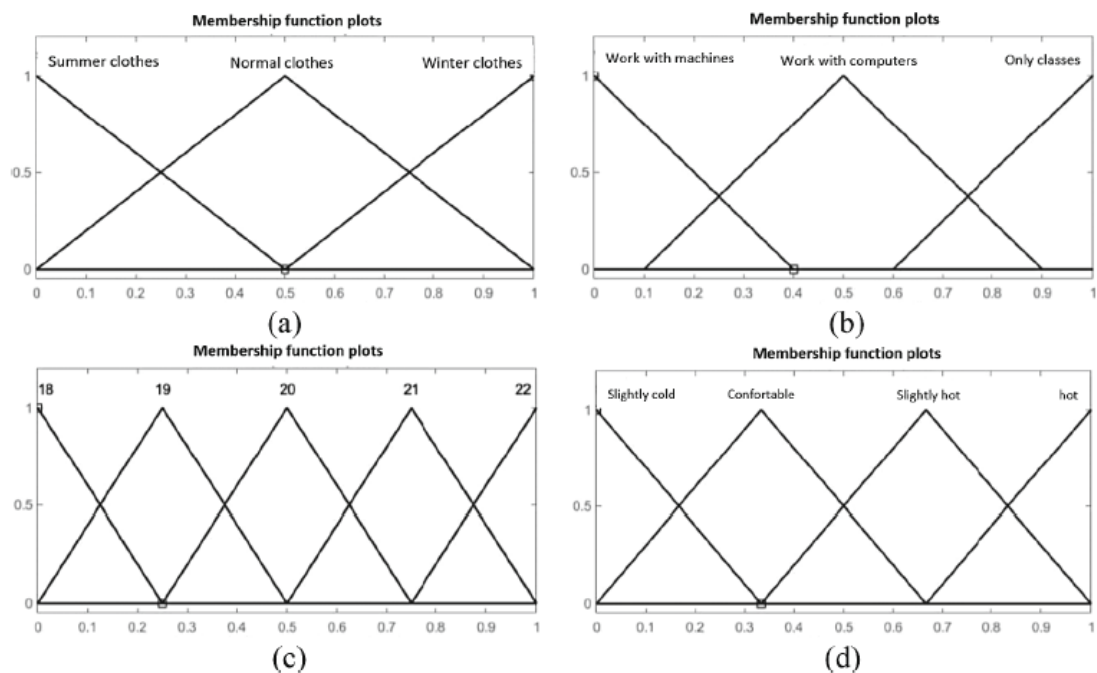 Membership function plots
Summer clothes Normal clothes Winter clothes
1
0.5
0
0 0.1 0.2 0.3 0.4 0.5 0.6 0.7 0.8 0.9 1
(a)
Membership function plots
Work with machines Work with computers Only classes
1
0.5
0
0 0.1 0.2 0.3 0.4 0.5 0.6 0.7 0.8 0.9 1
(b)
Membership function plots
18 19 20 21 22
1
0.5
0
0 0.1 0.2 0.3 0.4 0.5 0.6 0.7 0.8 0.9 1
(c)
Membership function plots
Slightly cold Confortable Slightly hot hot
1
0.5
0
0 0.1 0.2 0.3 0.4 0.5 0.6 0.7 0.8 0.9 1
(d)